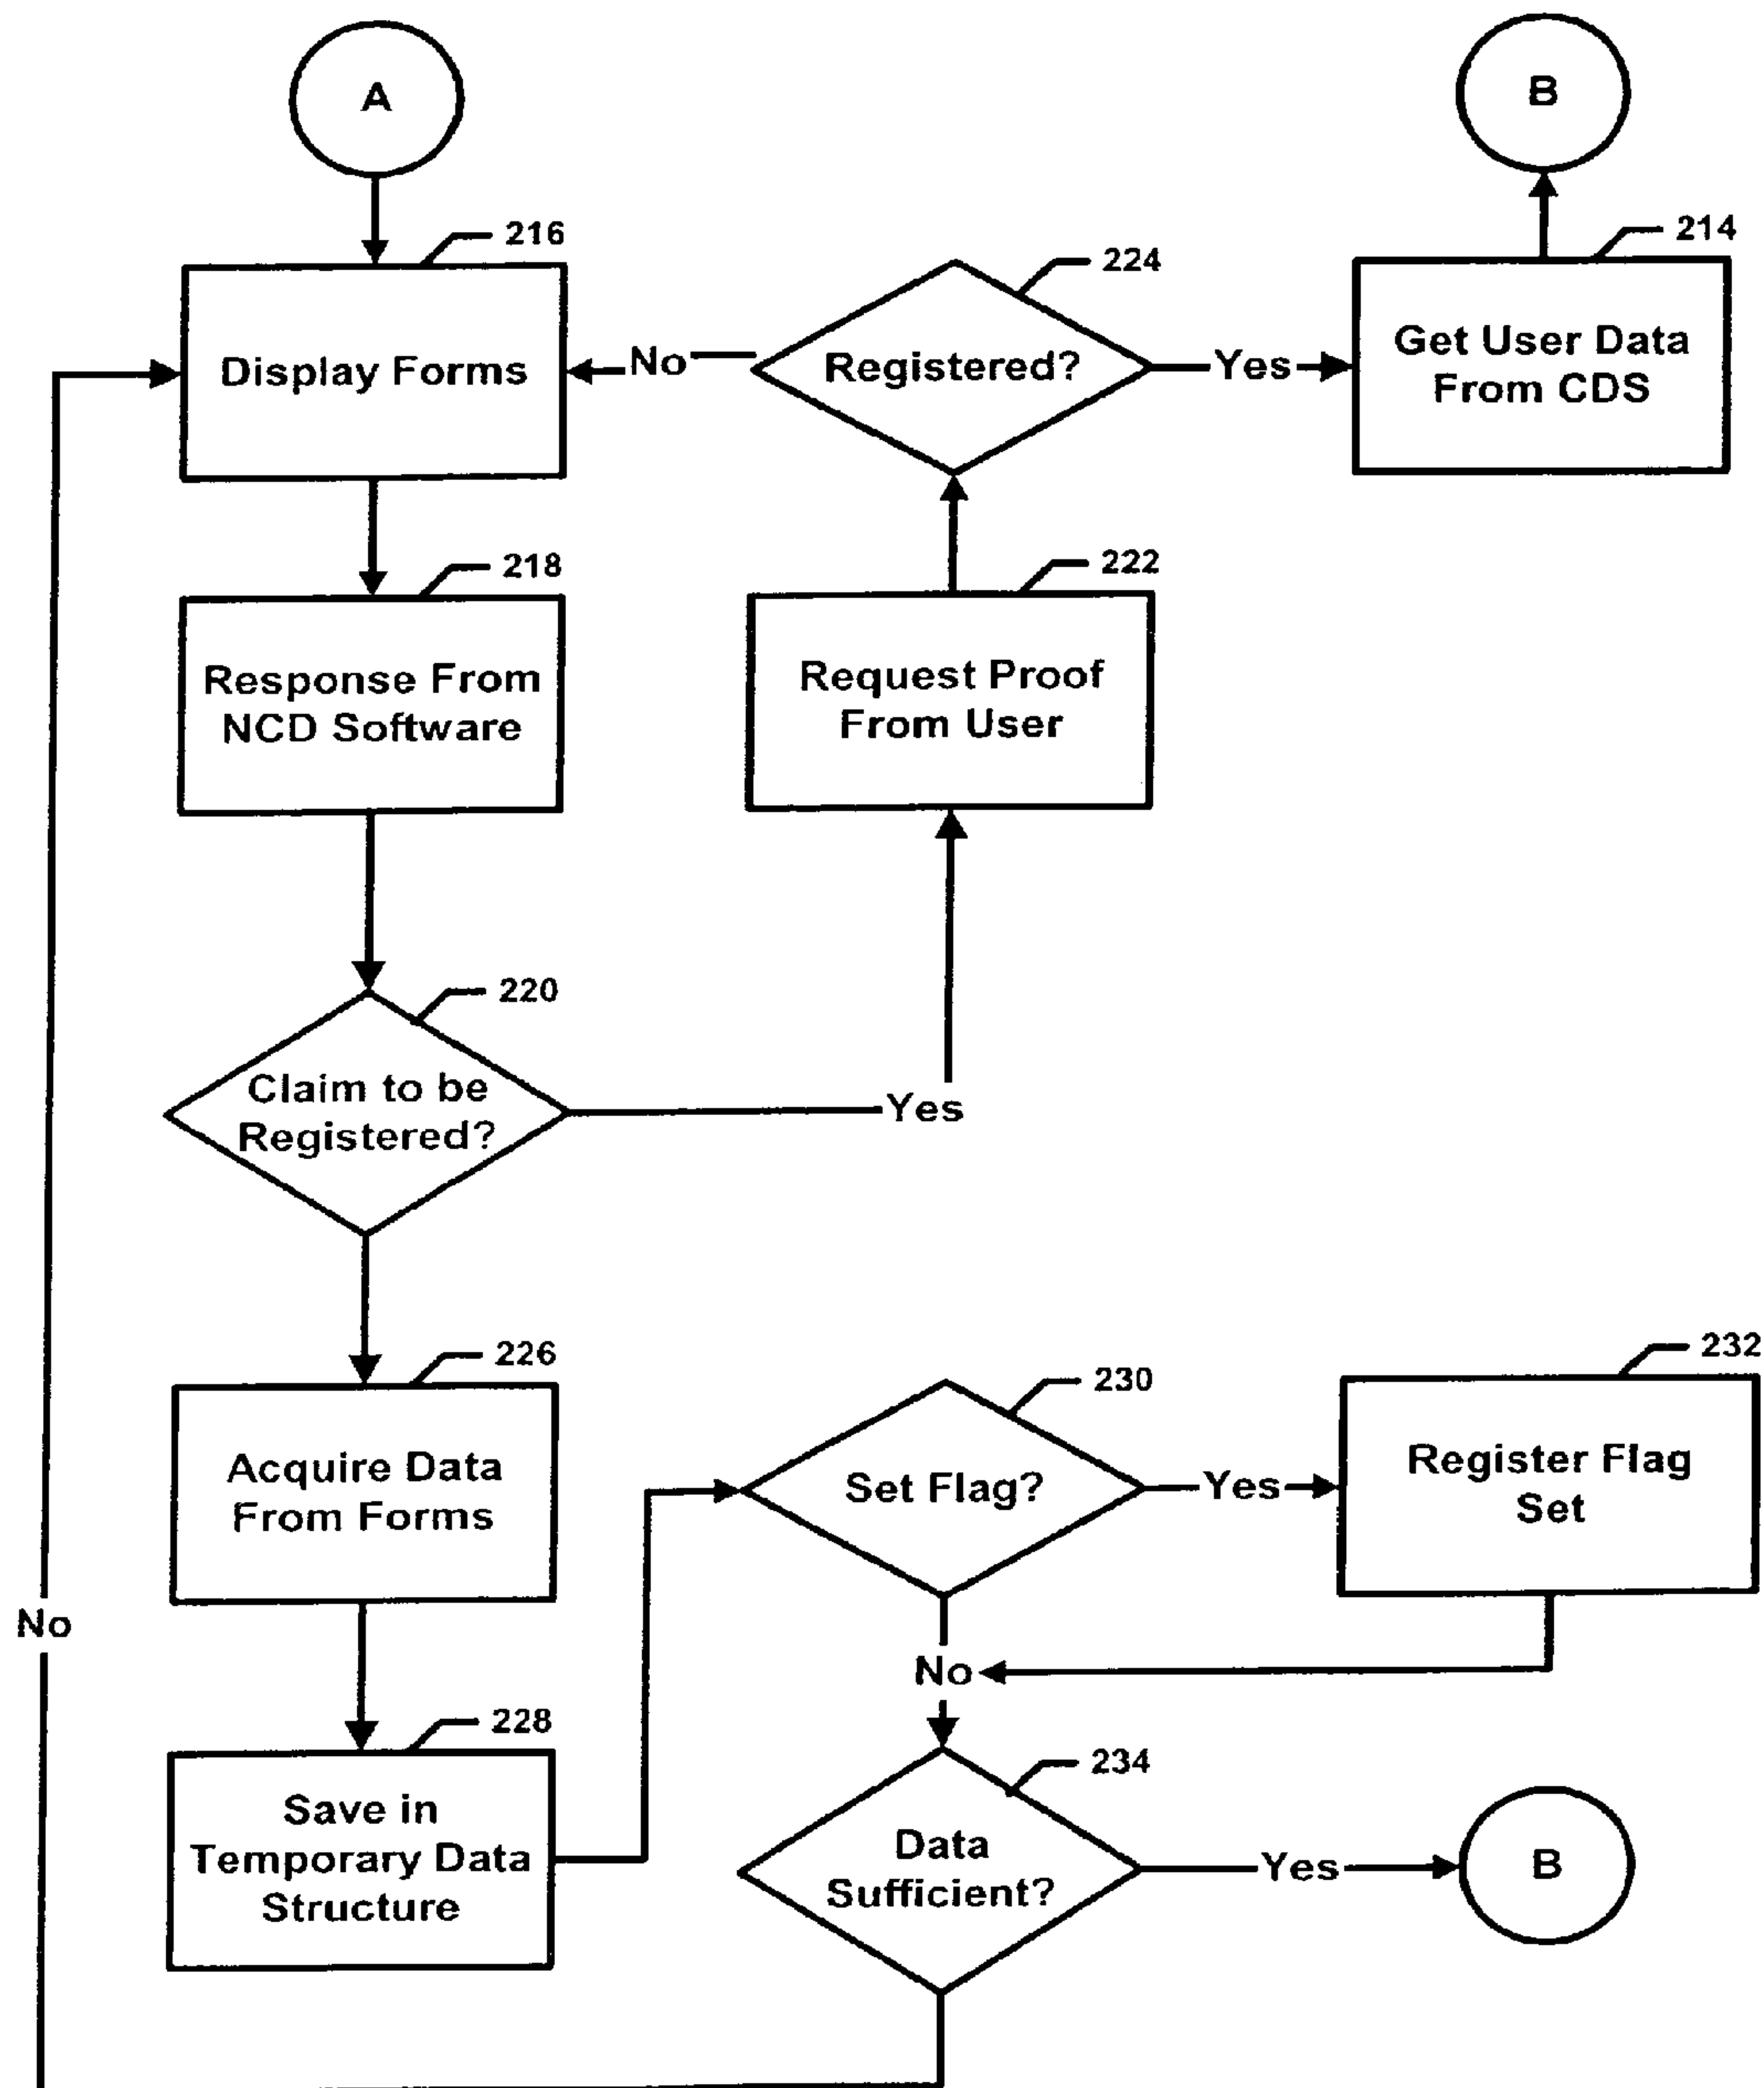 A
B
216
Display Forms
No
224
Registered?
Yes
214
Get User Data
From CDS
218
Response From
NCD Software
222
Request Proof
From User
220
Claim to be
Registered?
Yes
226
Acquire Data
From Forms
230
Set Flag?
Yes
232
Register Flag
Set
No
No
228
Save in
Temporary Data
Structure
234
Data
Sufficient?
Yes
B